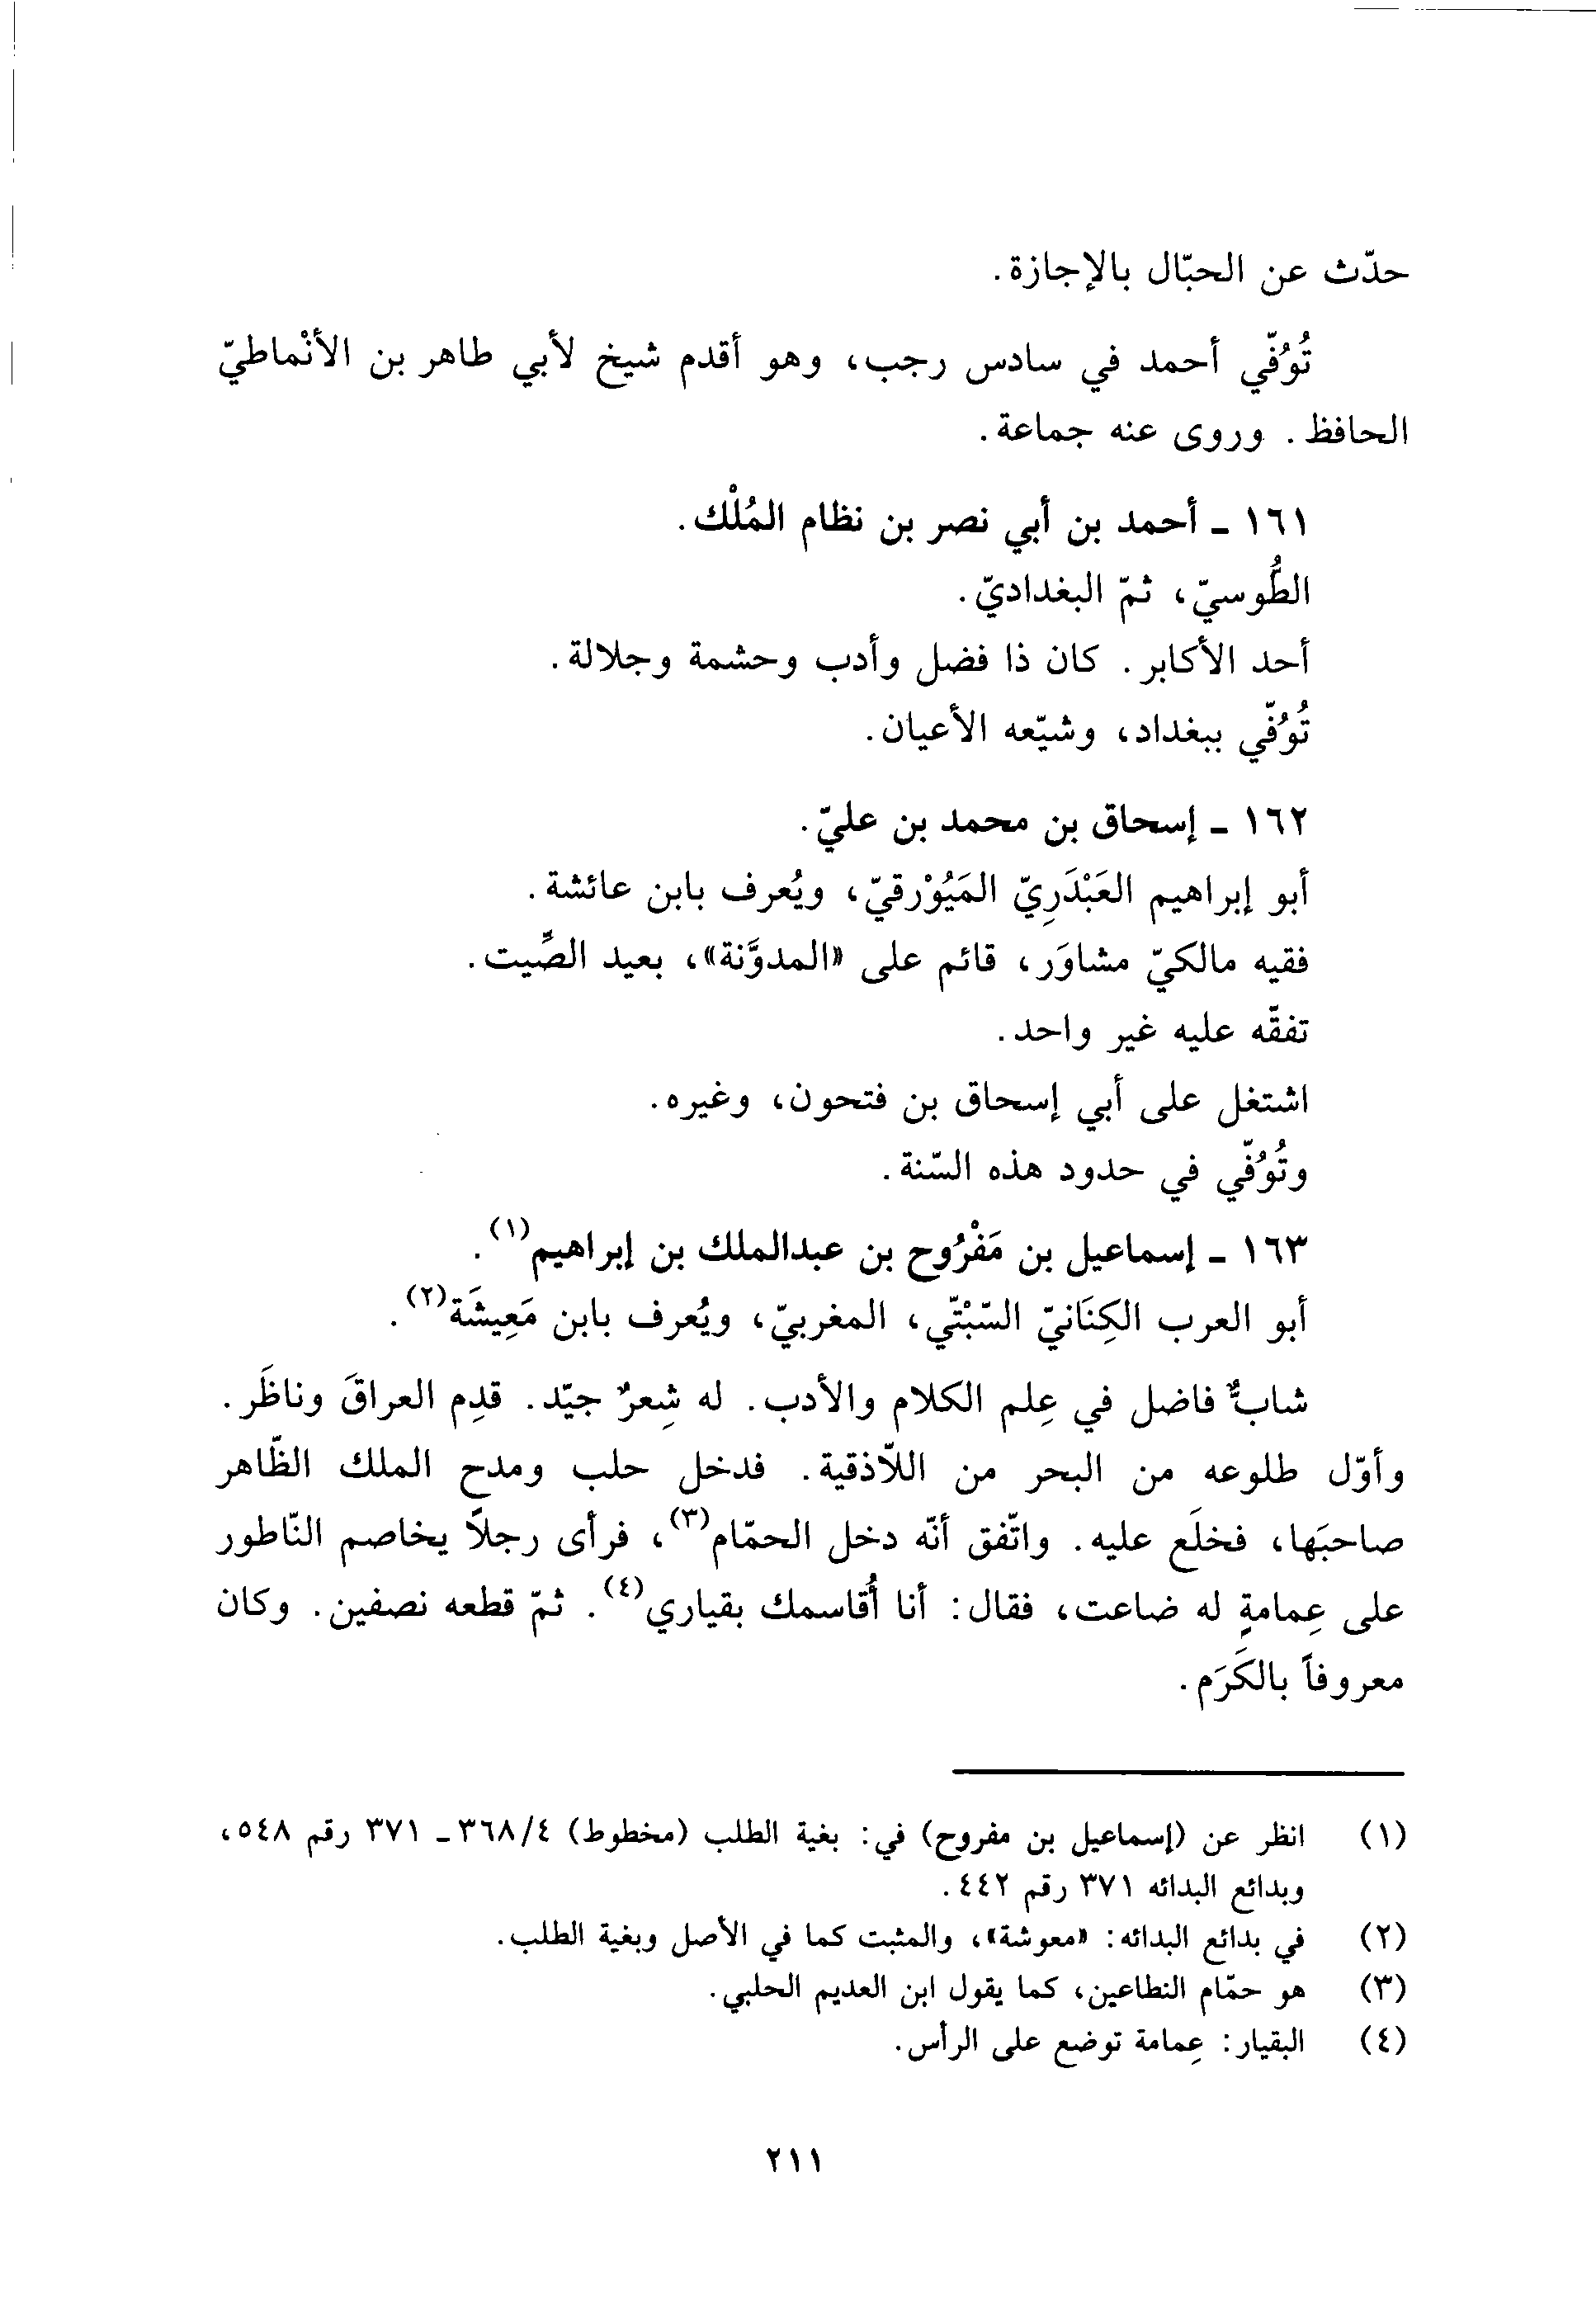 حدّث عن الحبّال بالإجازة.
تُوُفّي أحمد في سادس رجب، وهو أقدم شيخ لأبي طاهر بن الأنْماطيّ
الحافظ. وروى عنه جماعة.
١٦١ - أحمد بن أبي نصر بن نظام المُلْك.
الطُّوسيّ، ثمّ البغداديّ.
أحد الأكابر. كان ذا فضل وأدب وحشمة وجلالة.
تُوُفّي ببغداد، وشيّعه الأعيان.
١٦٢ - إسحاق بن محمد بن عليّ.
أبو إبراهيم العَبْدَرِيّ المَيُوْرقيّ، ويُعرف بابن عائشة.
فقيه مالكيّ مشاوَر، قائم على «المدوَّنة»، بعيد الصِّيت.
تفقّه عليه غير واحد.
اشتغل على أبي إسحاق بن فتحون، وغيره.
وتُوُفّي في حدود هذه السّنة.
١٦٣ - إسماعيل بن مَفْرُوح بن عبدالملك بن إبراهيم(١).
أبو العرب الكِنَانيّ السّبْتّي، المغربيّ، ويُعرف بابن مَعِيشَة(٢).
شابٌّ فاضل في عِلم الكلام والأدب. له شِعرٌ جيّد. قدِم العراقَ وناظَر.
وأوّل طلوعه من البحر من اللّاذقية. فدخل حلب ومدح الملك الظّاهر
صاحبَها، فخلَع عليه. واتّفق أنّه دخل الحمّام(٣)، فرأى رجلاً يخاصم النّاطور
على عِمامةٍ له ضاعت، فقال: أنا أُقاسمك بقياري(٤). ثمّ قطعه نصفين. وكان
معروفاً بالكَرَم.
(١) انظر عن (إسماعيل بن مفروح) في: بغية الطلب (مخطوط) ٣٦٨/٤ - ٣٧١ رقم ٥٤٨،
وبدائع البدائه ٣٧١ رقم ٤٤٢.
(٢) في بدائع البدائه: «معوشة»، والمثبت كما في الأصل وبغية الطلب.
(٣) هو حمّام النطاعين، كما يقول ابن العديم الحلبي.
(٤) البقيار: عِمامة توضع على الرأس.
٢١١